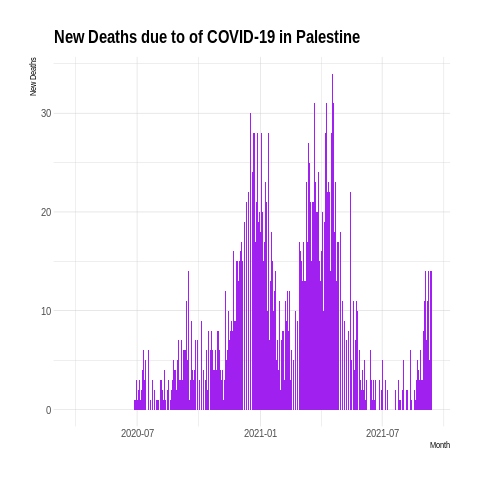 New Deaths due to of COVID-19 in Palestine
New Deaths
30
20
10
0
2020-07
2021-01
2021-07
Month